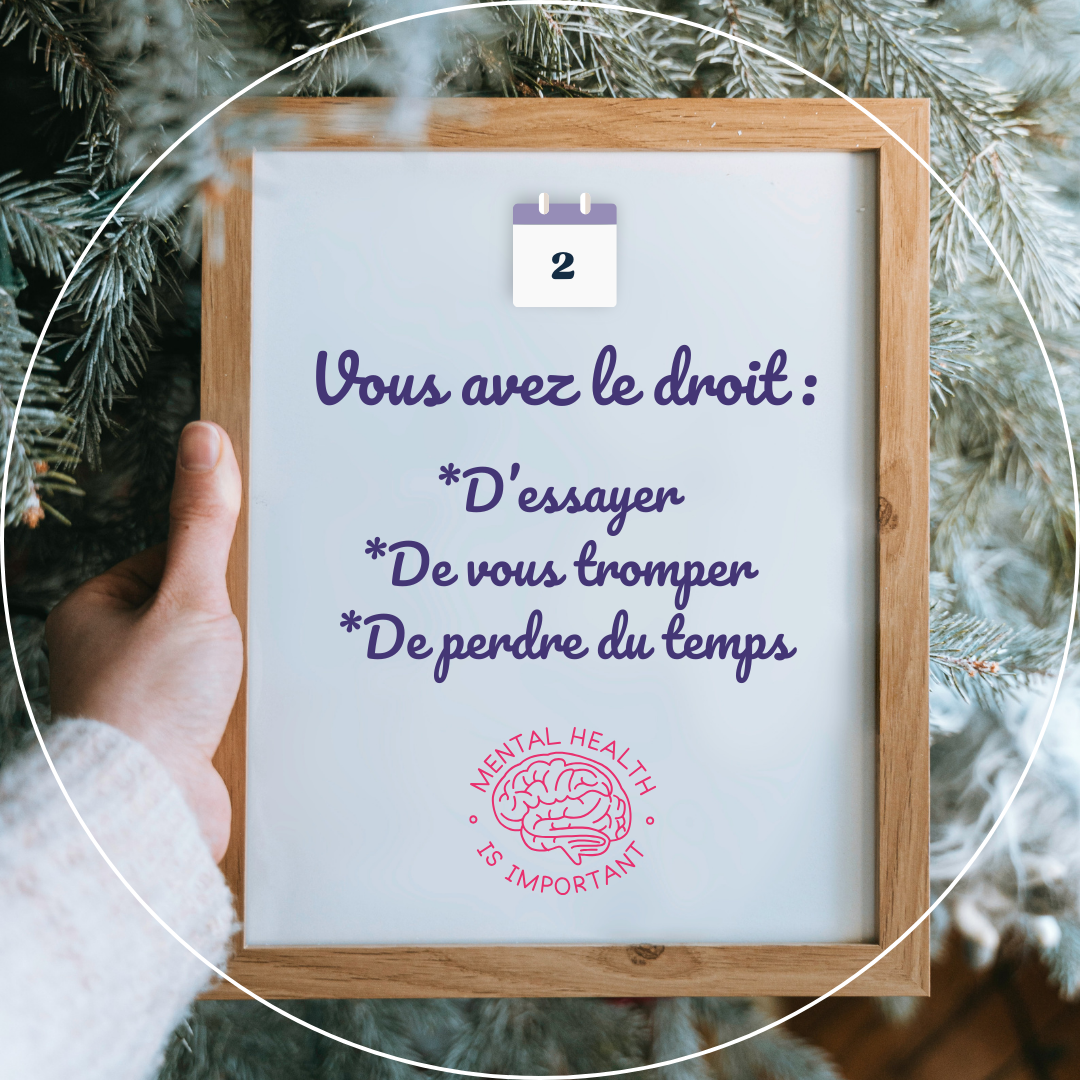 2
Vous avez le droit :
*D'essayer
*De vous tromper
*De perdre du temps
MENTAL HEALTH
IS IMPORTANT